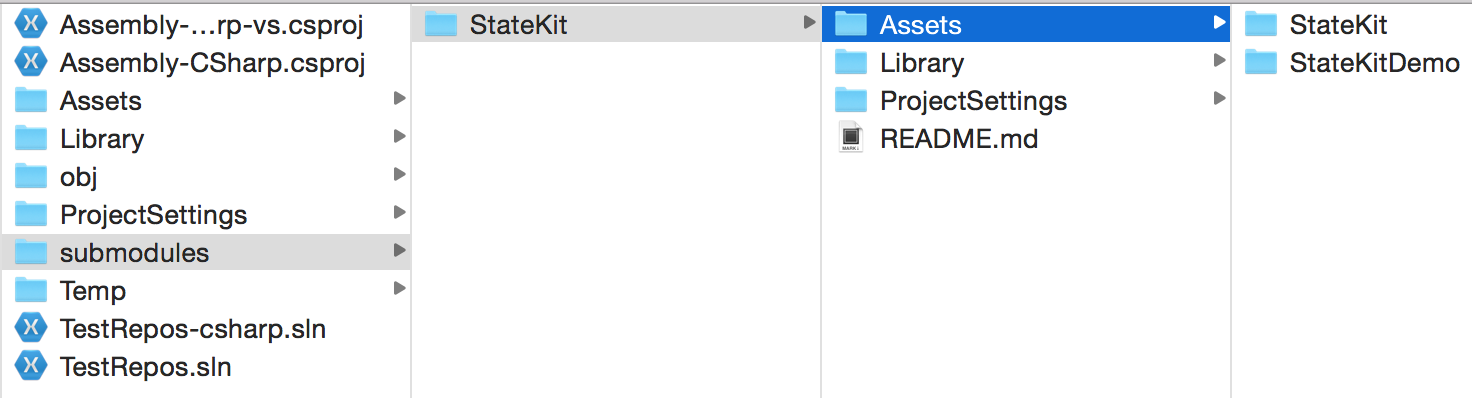 Assembly-...rp-vs.csproj
Assembly-CSharp.csproj
Assets
Library
obj
ProjectSettings
submodules
Temp
TestRepos-csharp.sln
TestRepos.sln
StateKit
Assets
Library
ProjectSettings
README.md
StateKit
StateKitDemo